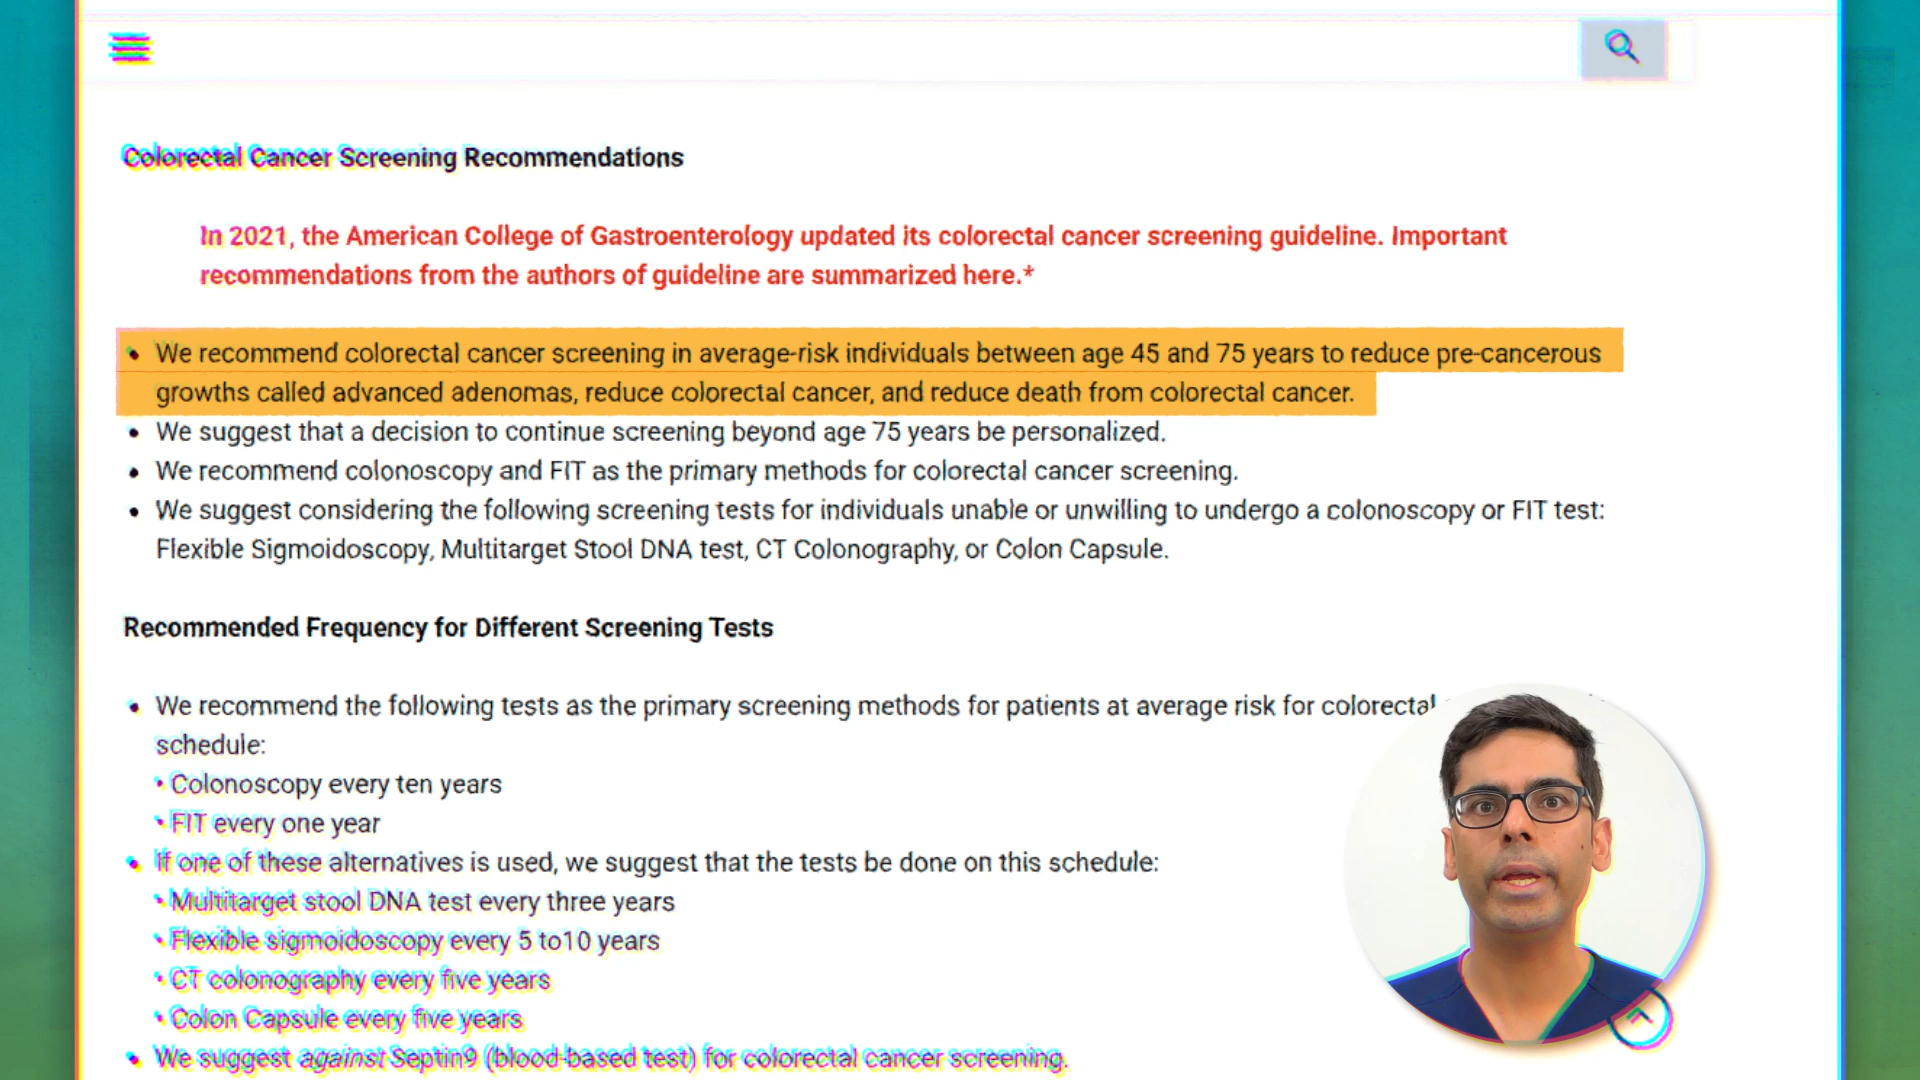 Colorectal Cancer Screening Recommendations
In 2021, the American College of Gastroenterology updated its colorectal cancer screening guideline. Important
recommendations from the authors of guideline are summarized here.*
• We recommend colorectal cancer screening in average-risk individuals between age 45 and 75 years to reduce pre-cancerous
growths called advanced adenomas, reduce colorectal cancer, and reduce death from colorectal cancer.
• We suggest that a decision to continue screening beyond age 75 years be personalized.
• We recommend colonoscopy and FIT as the primary methods for colorectal cancer screening.
• We suggest considering the following screening tests for individuals unable or unwilling to undergo a colonoscopy or FIT test:
Flexible Sigmoidoscopy, Multitarget Stool DNA test, CT Colonography, or Colon Capsule.
Recommended Frequency for Different Screening Tests
• We recommend the following tests as the primary screening methods for patients at average risk for colorectal
schedule:
• Colonoscopy every ten years
• FIT every one year
• If one of these alternatives is used, we suggest that the tests be done on this schedule:
• Multitarget stool DNA test every three years
• Flexible sigmoidoscopy every 5 to10 years
• CT colonography every five years
• Colon Capsule every five years
• We suggest against Septin9 (blood-based test) for colorectal cancer screening.